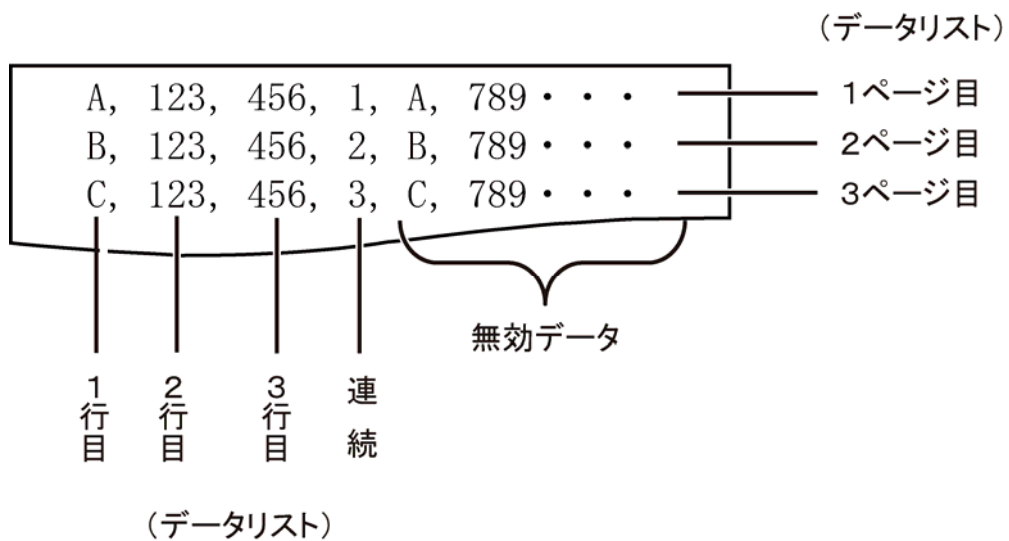 （データリスト）
A, 123, 456, 1, A, 789・・・ 1ページ目
B, 123, 456, 2, B, 789・・・ 2ページ目
C, 123, 456, 3, C, 789・・・ 3ページ目
無効データ
1行目
2行目
3行目
連続
（データリスト）